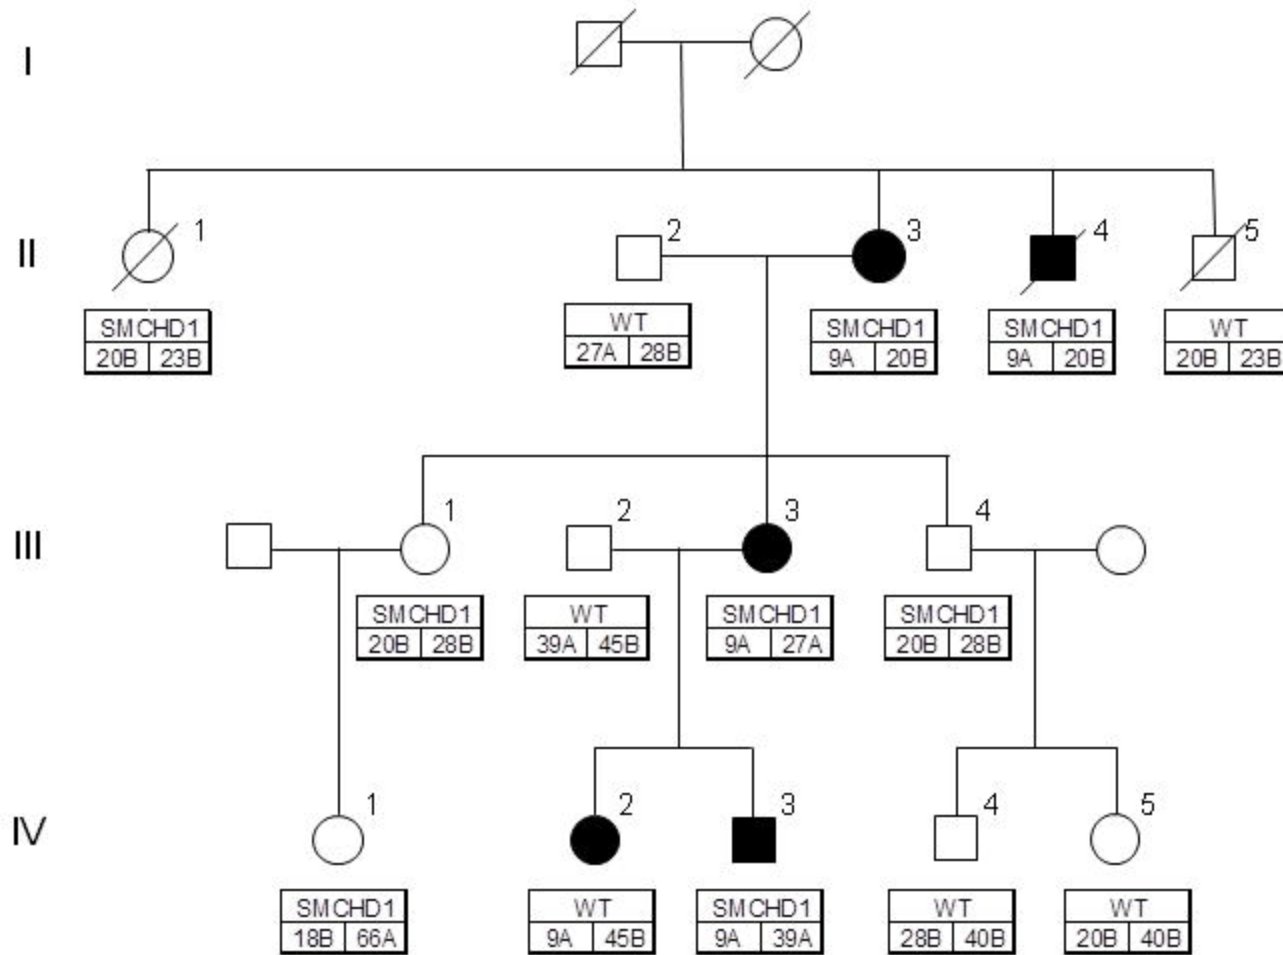 I
II
1 2 3 4 5
SMCHD1 WT SMCHD1 SMCHD1 WT
20B 23B 27A 28B 9A 20B 9A 20B 20B 23B
III
1 2 3 4
SMCHD1 WT SMCHD1 SMCHD1
20B 28B 39A 45B 9A 27A 20B 28B
IV
1 2 3 4 5
SMCHD1 WT SMCHD1 WT WT
18B 66A 9A 45B 9A 39A 28B 40B 20B 40B